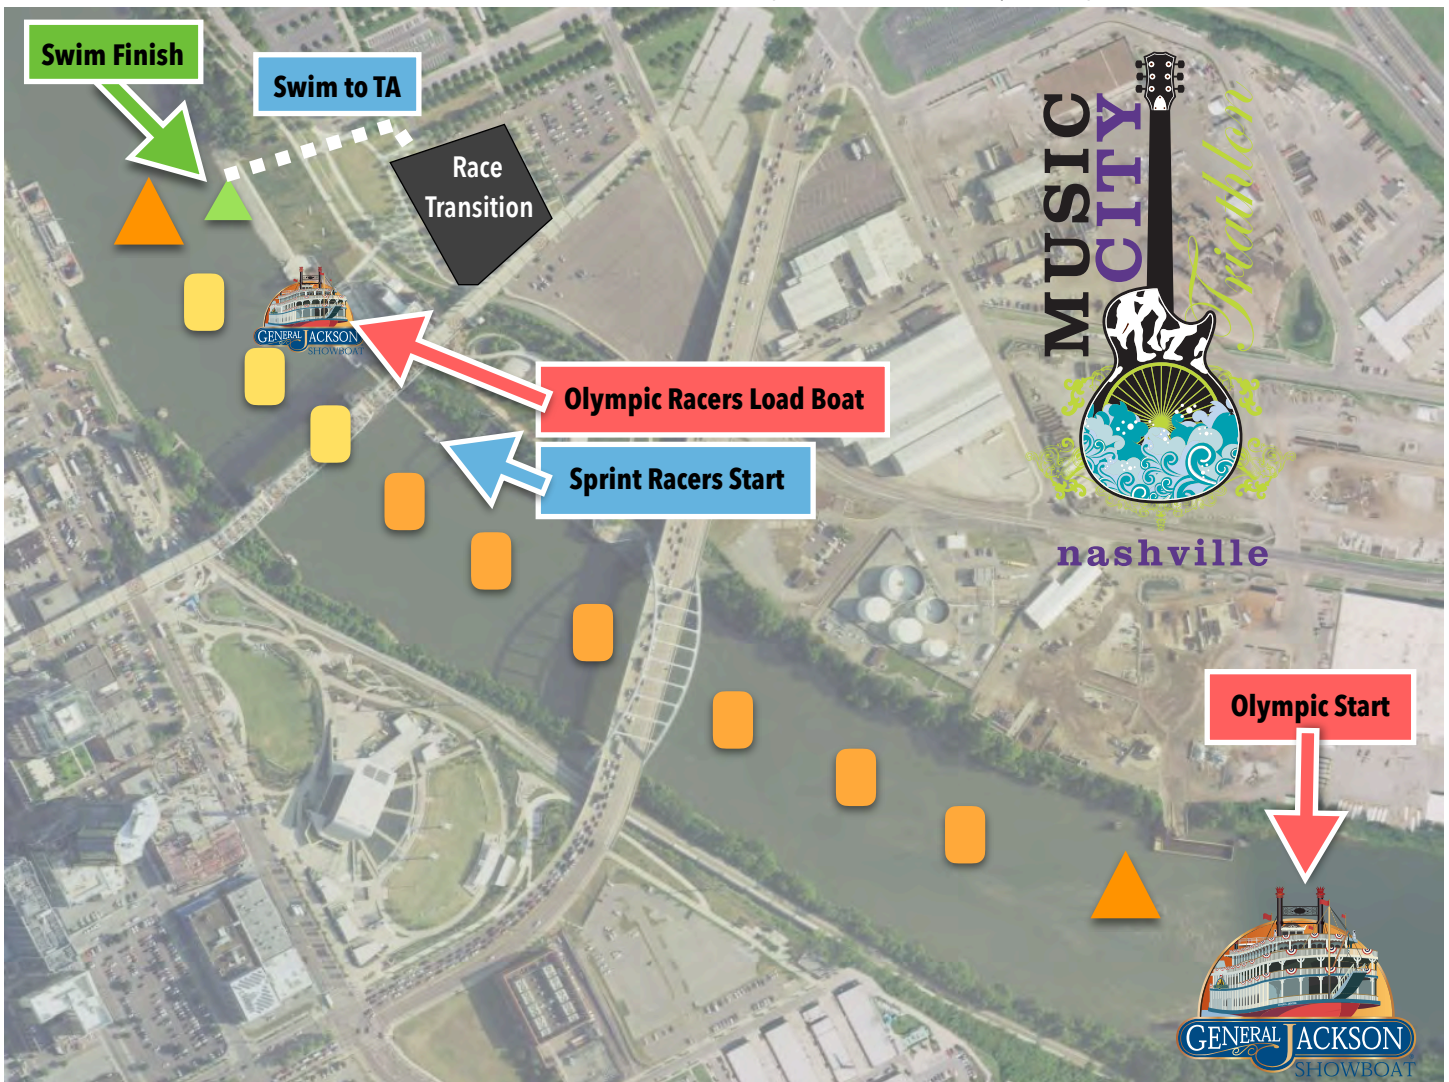 Swim Finish
Swim to TA
Race
Transition
MUSIC
CITY
Triathlon
nashville
GENERAL JACKSON
SHOWBOAT
Olympic Racers Load Boat
Sprint Racers Start
Olympic Start
GENERAL JACKSON
SHOWBOAT